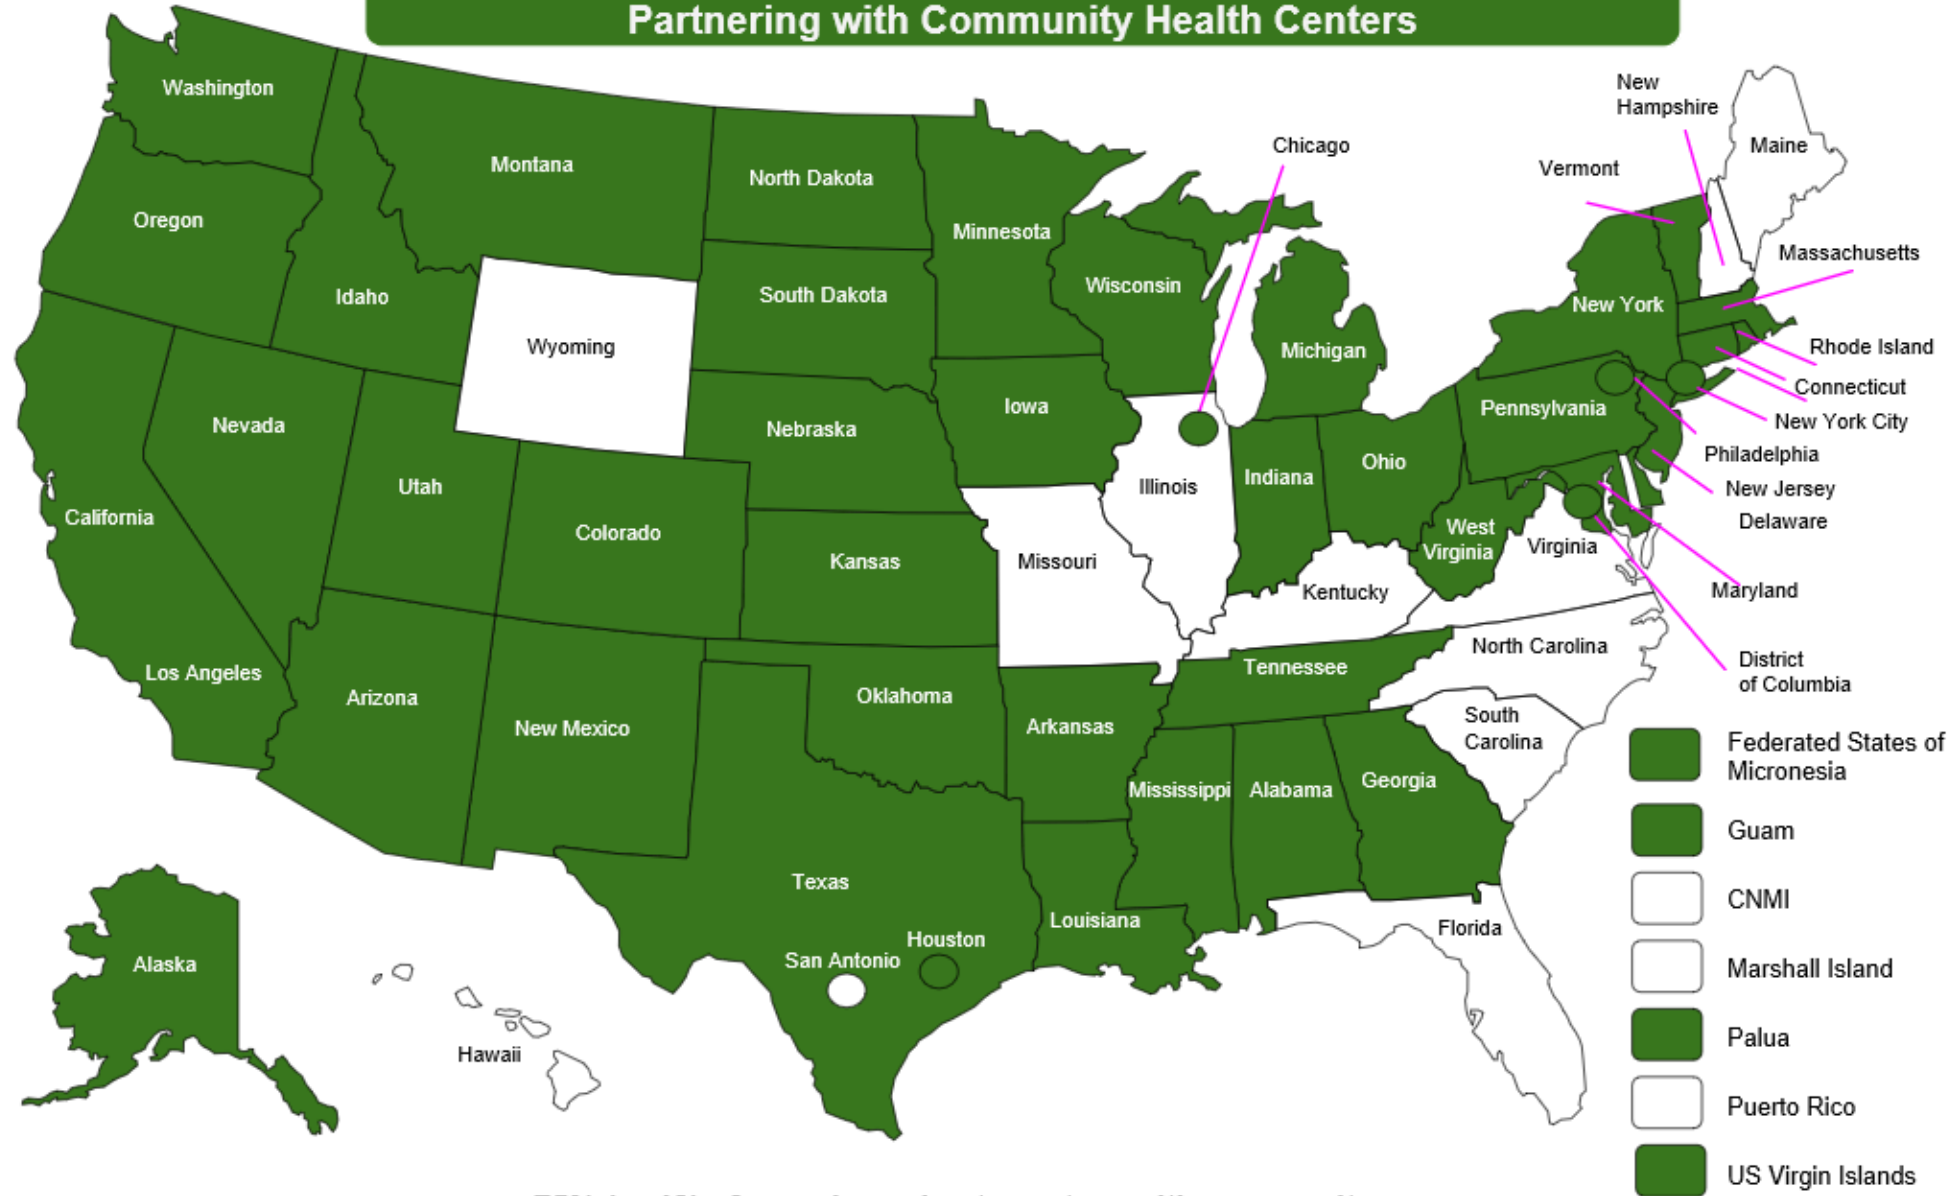 Partnering with Community Health Centers
Washington
Oregon
California
Los Angeles
Nevada
Idaho
Montana
Wyoming
Utah
Colorado
Arizona
New Mexico
North Dakota
South Dakota
Nebraska
Kansas
Oklahoma
Texas
San Antonio
Houston
Minnesota
Iowa
Missouri
Arkansas
Louisiana
Wisconsin
Illinois
Chicago
Michigan
Indiana
Ohio
Kentucky
Tennessee
Mississippi
Alabama
Georgia
Florida
South
Carolina
North Carolina
Virginia
West
Virginia
Pennsylvania
New York
Vermont
New
Hampshire
Maine
Massachusetts
Rhode Island
Connecticut
New York City
Philadelphia
New Jersey
Delaware
Maryland
District
of Columbia
Alaska
Hawaii
Federated States of
Micronesia
Guam
CNMI
Marshall Island
Palua
Puerto Rico
US Virgin Islands